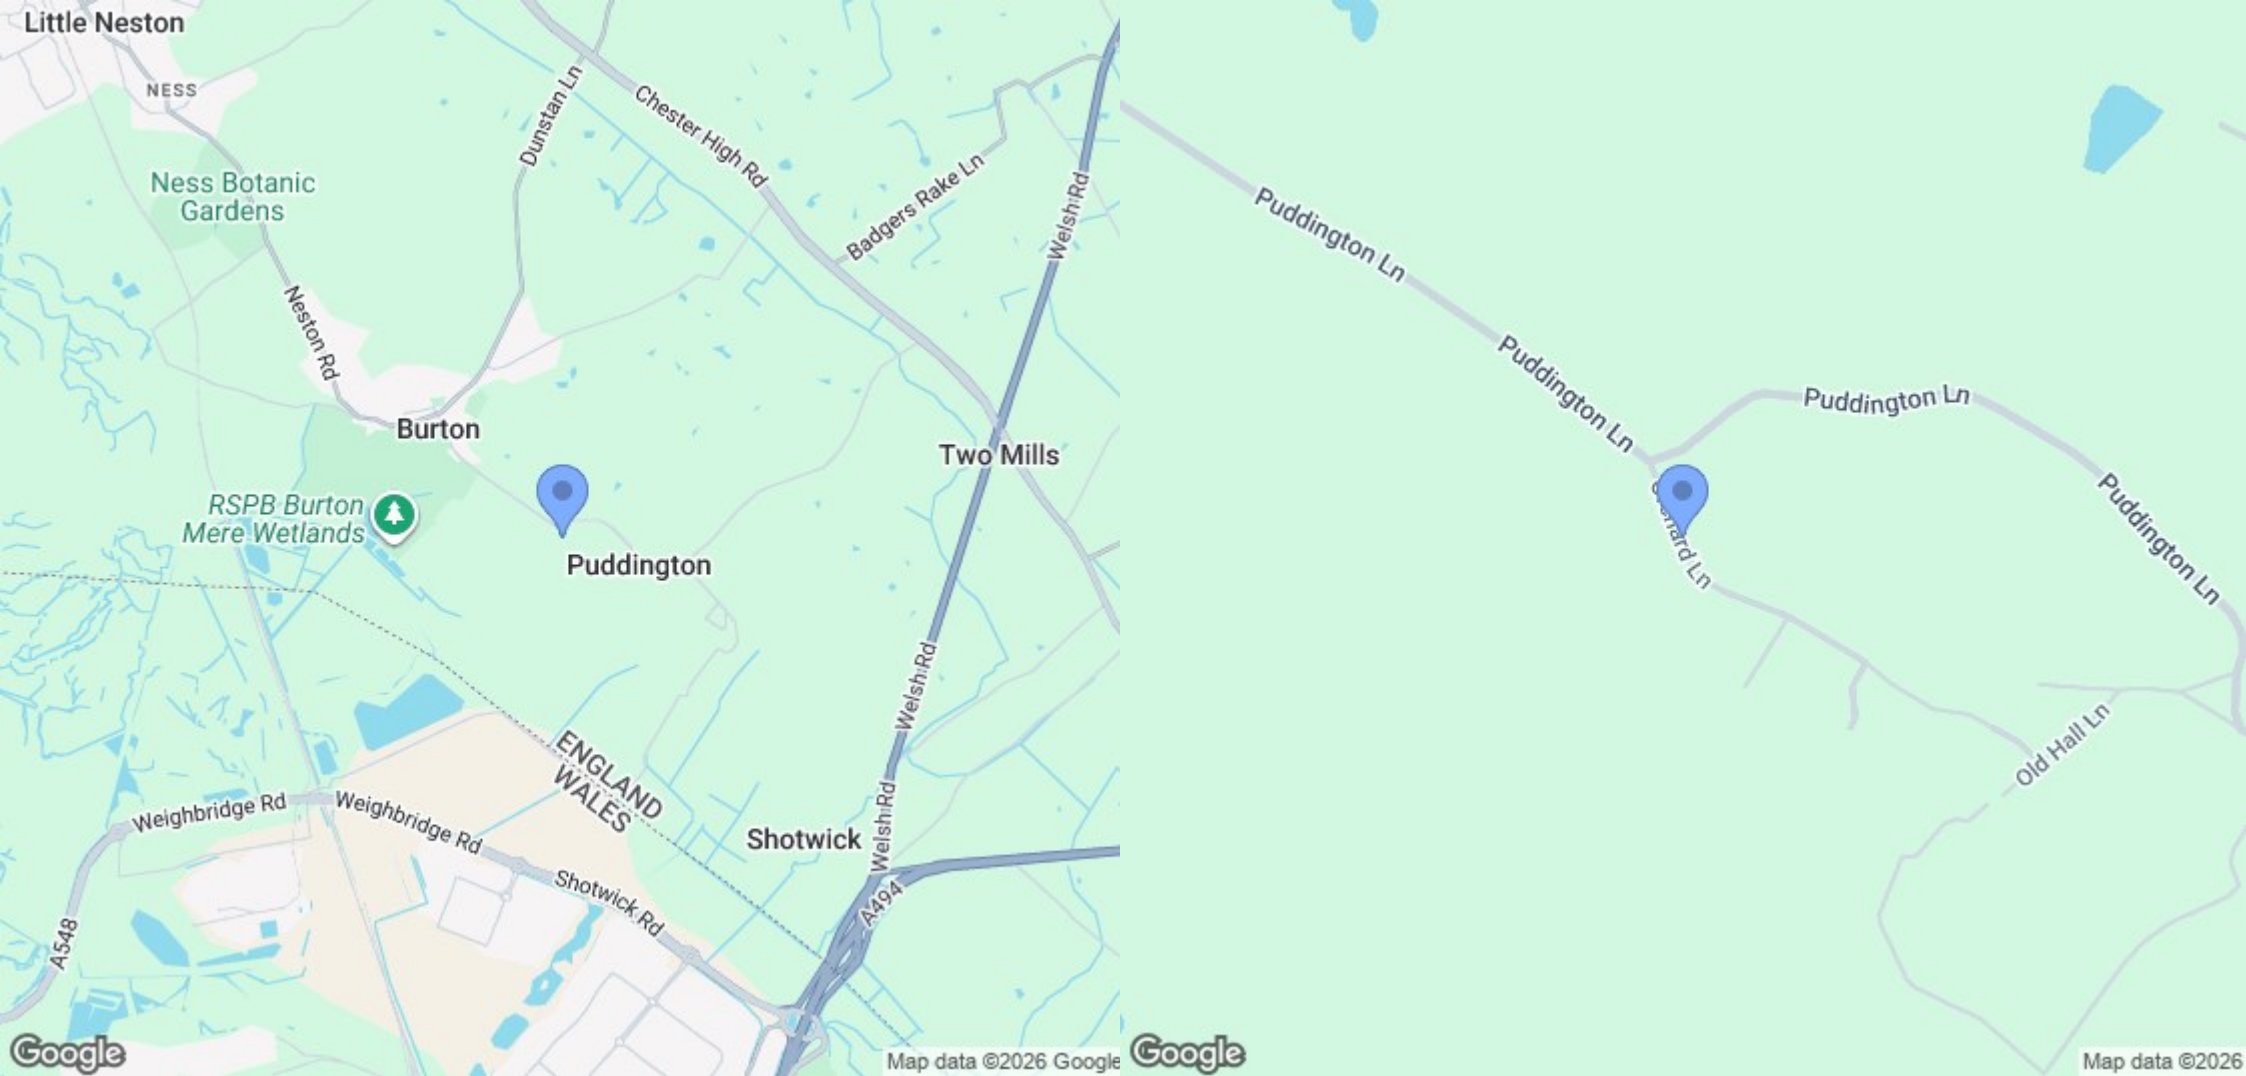 Little Neston
NESS
Ness Botanic
Gardens
Neston Rd
Dunstan Ln
Chester High Rd
Badgers Rake Ln
Welsh Rd
Burton
Two Mills
RSPB Burton
Mere Wetlands
Puddington
Welsh Rd
ENGLAND
WALES
Weighbridge Rd
Weighbridge Rd
Shotwick
Welsh Rd
Shotwick Rd
A494
A548
Google
Map data ©2026 Google
Puddington Ln
Puddington Ln
Puddington Ln
Puddington Ln
Old Hall Ln
Google
Map data ©2026